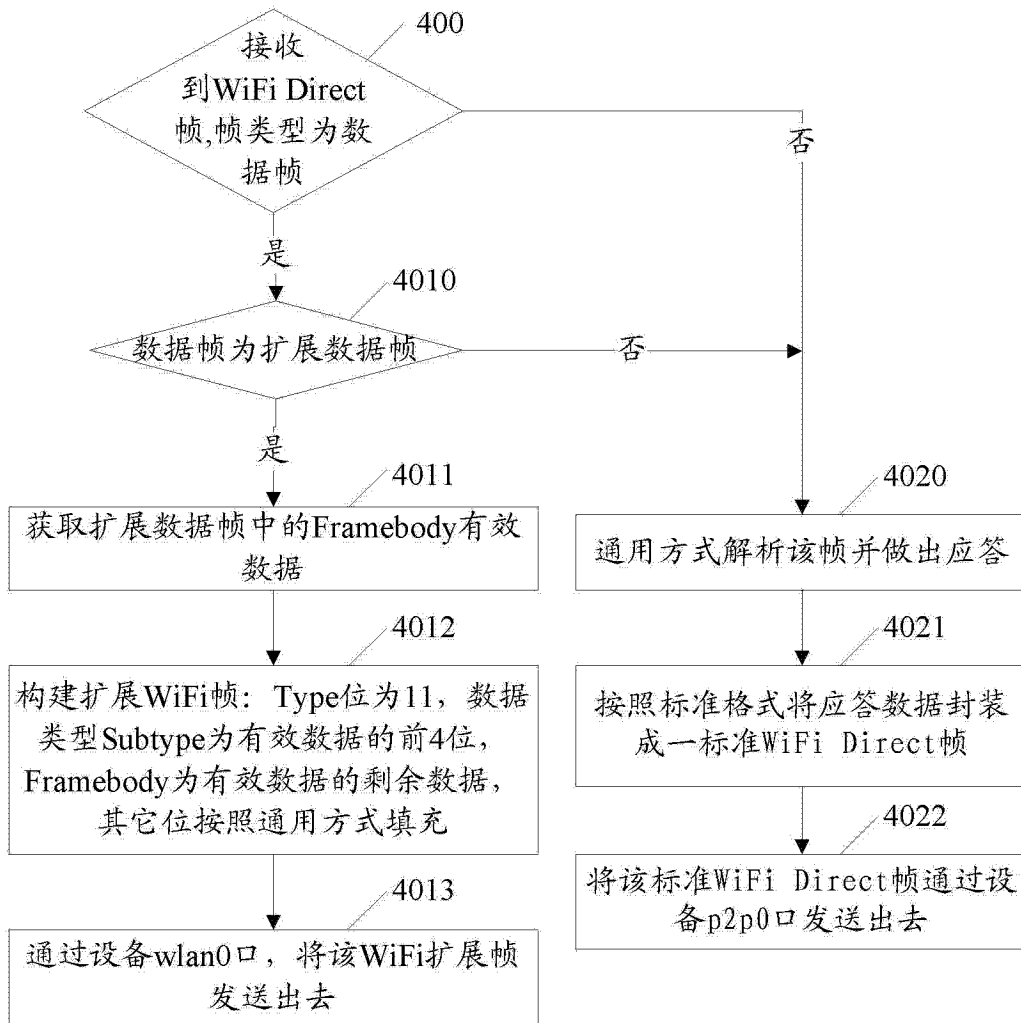 400
接收
到WiFi Direct
帧,帧类型为数
据帧
否
是
4010
数据帧为扩展数据帧
否
是
4011
获取扩展数据帧中的Framebody有效
数据
4020
通用方式解析该帧并做出应答
4012
构建扩展WiFi帧：Type位为11，数据
类型Subtype为有效数据的前4位，
Framebody为有效数据的剩余数据，
其它位按照通用方式填充
4021
按照标准格式将应答数据封装
成一标准WiFi Direct帧
4013
通过设备wlan0口，将该WiFi扩展帧
发送出去
4022
将该标准WiFi Direct帧通过设
备p2p0口发送出去